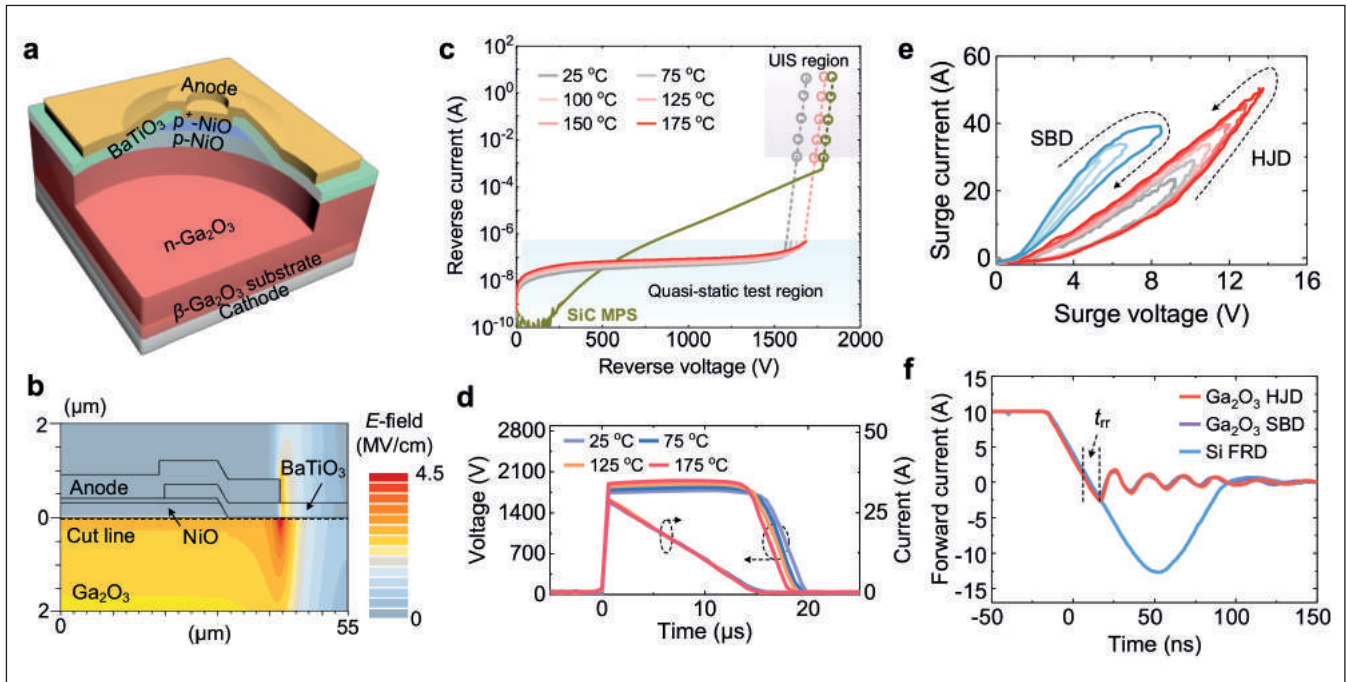 a
Anode
BaTiO₃
p⁺-NiO
p-NiO
n-Ga₂O₃
β-Ga₂O₃ substrate
Cathode
b
(μm)
2
0
2
Anode
NiO
Cut line
Ga₂O₃
0
55
(μm)
E-field
(MV/cm)
4.5
0
BaTiO₃
c
Reverse current (A)
10²
10⁰
10⁻²
10⁻⁴
10⁻⁶
10⁻⁸
10⁻¹⁰
25 °C 75 °C
100 °C 125 °C
150 °C 175 °C
UIS region
Quasi-static test region
SiC MPS
0 500 1000 1500 2000
Reverse voltage (V)
d
Voltage (V)
2800
2100
1400
700
0
25 °C 75 °C
125 °C 175 °C
50
25
0
Current (A)
0 10 20
Time (μs)
e
Surge currrent (A)
60
40
20
0
SBD
HJD
0 4 8 12 16
Surge voltage (V)
f
Forward current (A)
15
10
5
0
-5
-10
-15
trr
Ga₂O₃ HJD
Ga₂O₃ SBD
Si FRD
-50 0 50 100 150
Time (ns)